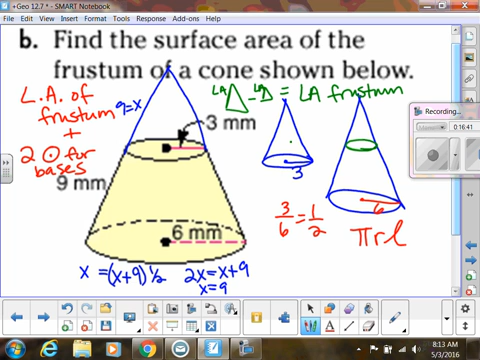 +Geo 12.7 * - SMART Notebook
File Edit View Insert Format Tools Add-ons Help Response
b. Find the surface area of the
frustum of a cone shown below.
L.A. of
frustum
+
2 ⊙ for
bases
9=x
LA △ - LA △ = LA frustum
3 mm
9 mm
6 mm
3
6
3/6 = 1/2
πrl
x = (x+9) 1/2
2x = x+9
x=9
Recording...
16:41
8:13 AM
5/3/2016